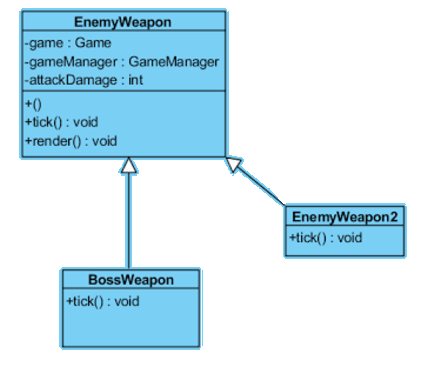 EnemyWeapon
-game : Game
-gameManager : GameManager
-attackDamage : int
+()
+tick() : void
+render() : void
EnemyWeapon2
+tick() : void
BossWeapon
+tick() : void